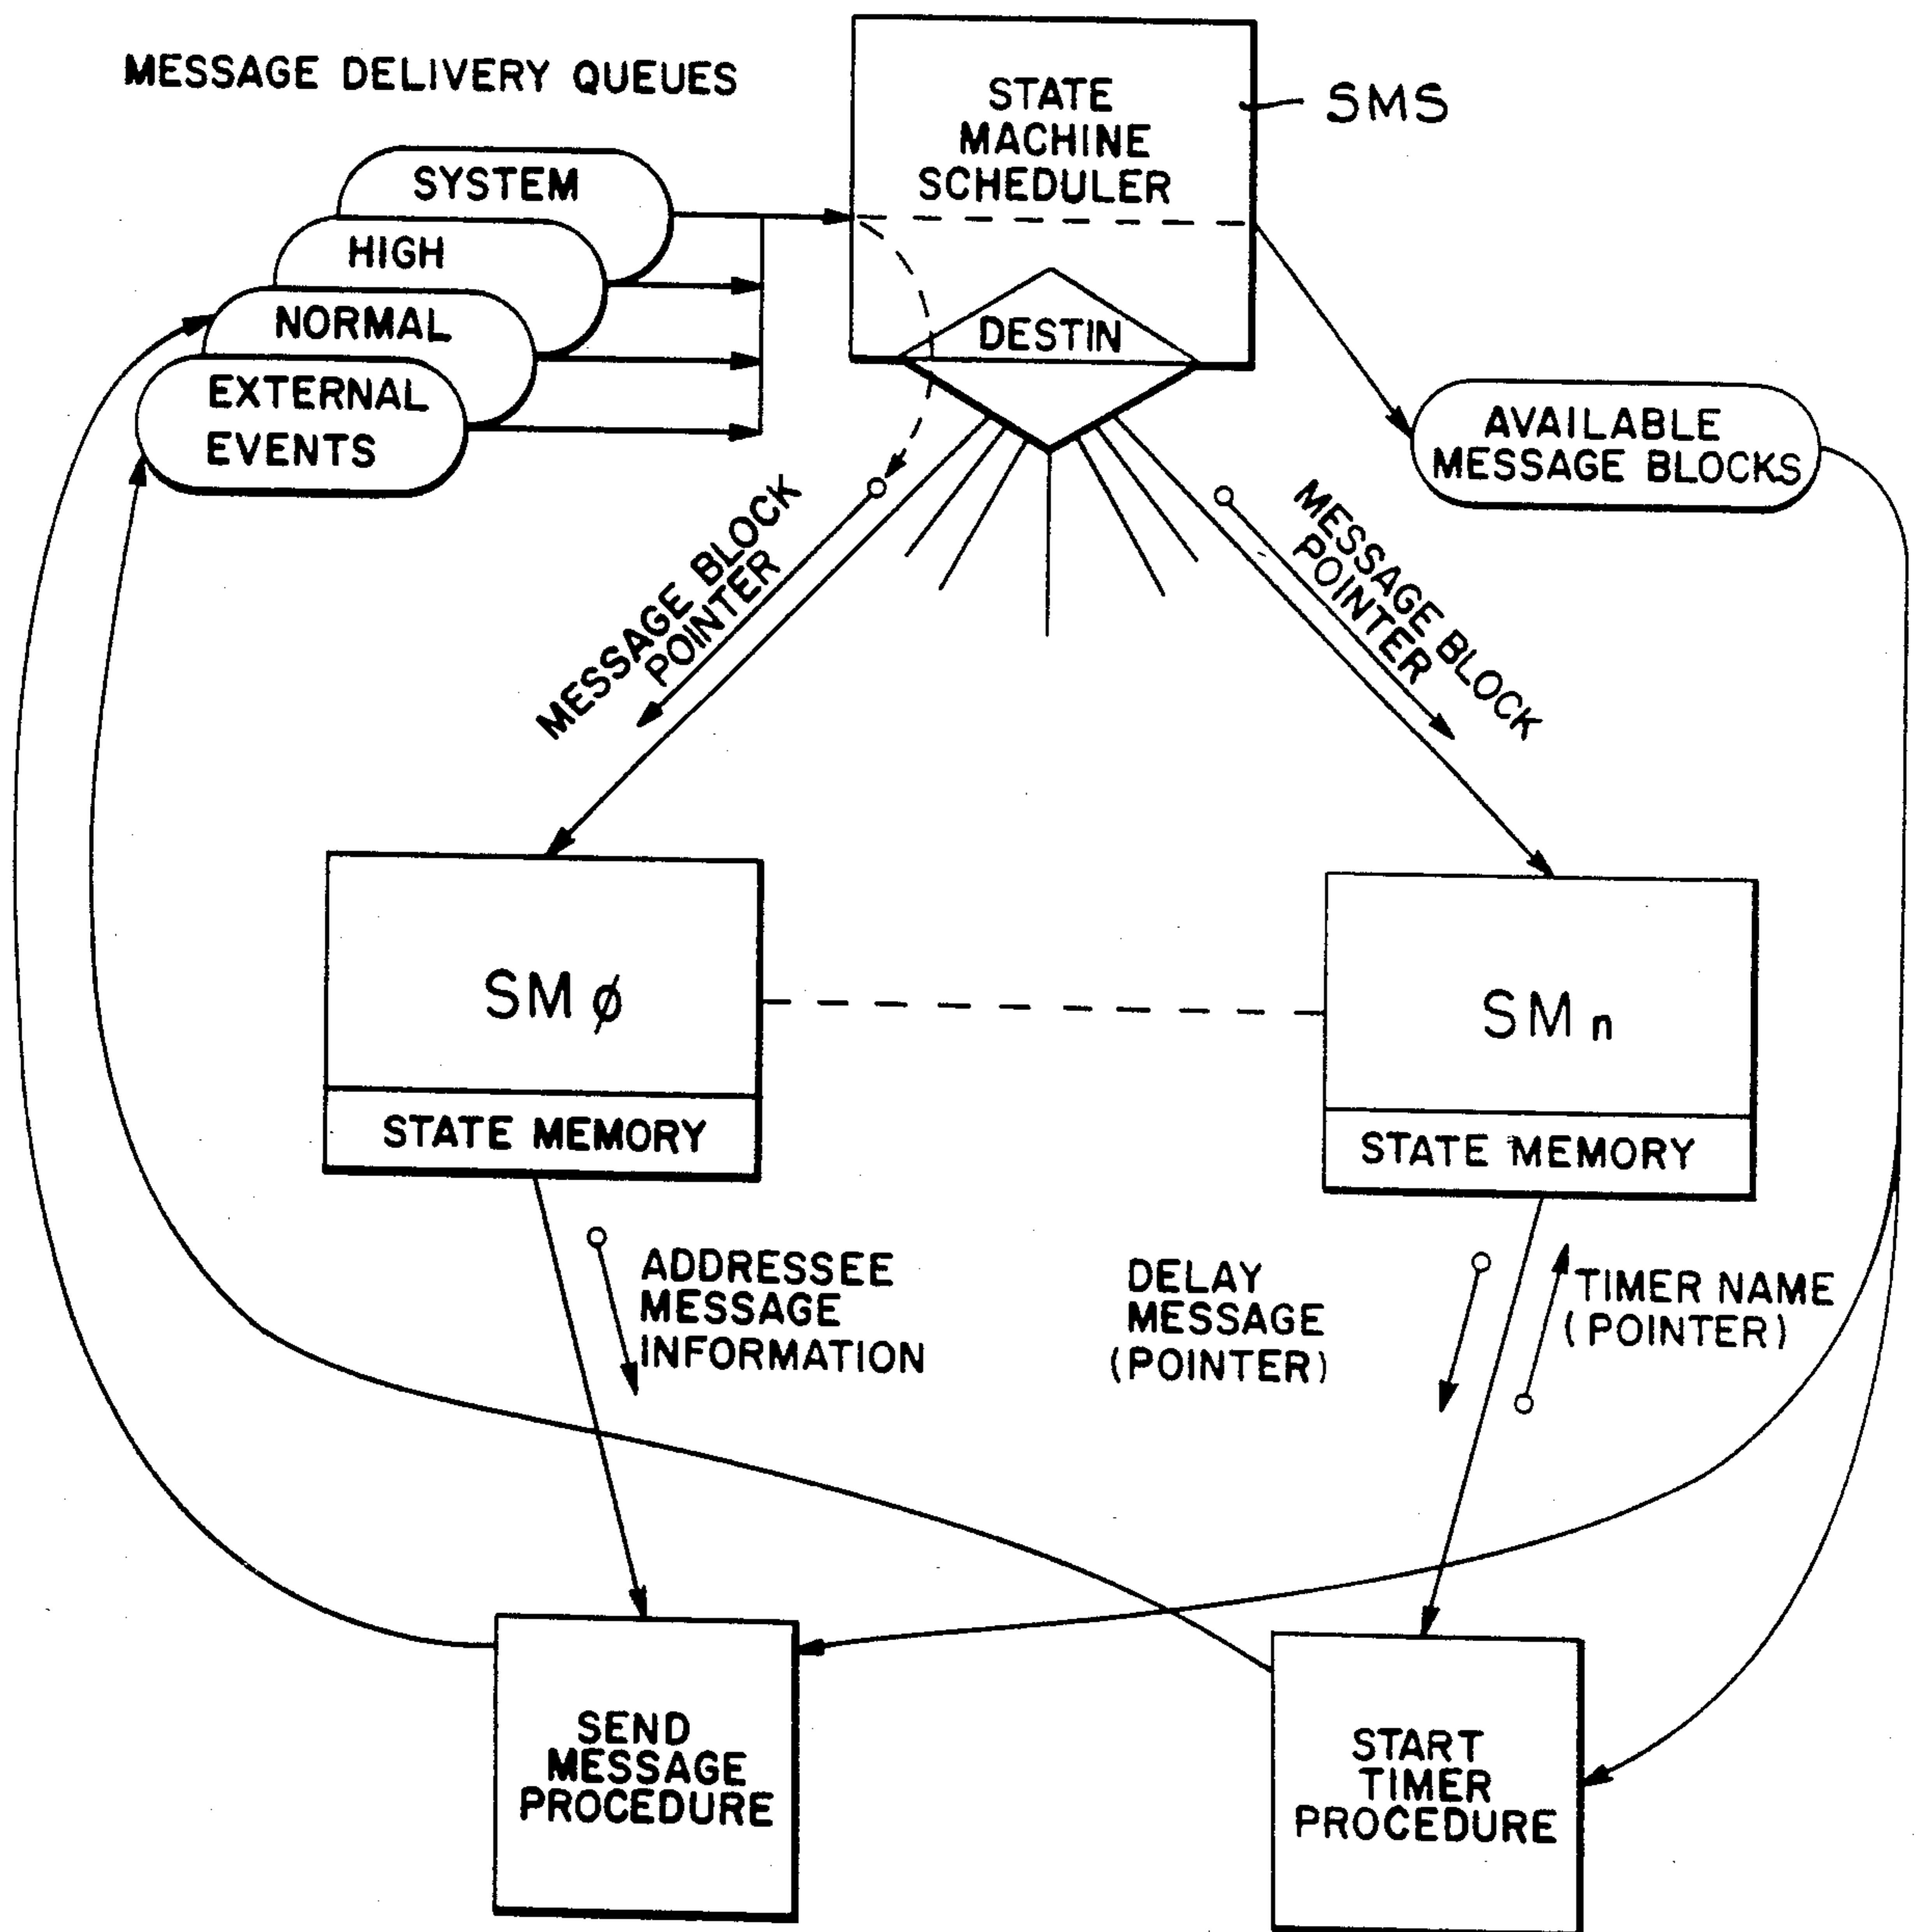 MESSAGE DELIVERY QUEUES
STATE
MACHINE
SCHEDULER
SMS
SYSTEM
HIGH
NORMAL
EXTERNAL
EVENTS
DESTIN
AVAILABLE
MESSAGE BLOCKS
MESSAGE BLOCK
POINTER
MESSAGE BLOCK
POINTER
SM φ
STATE MEMORY
SM n
STATE MEMORY
ADDRESSEE
MESSAGE
INFORMATION
DELAY
MESSAGE
(POINTER)
TIMER NAME
(POINTER)
SEND
MESSAGE
PROCEDURE
START
TIMER
PROCEDURE